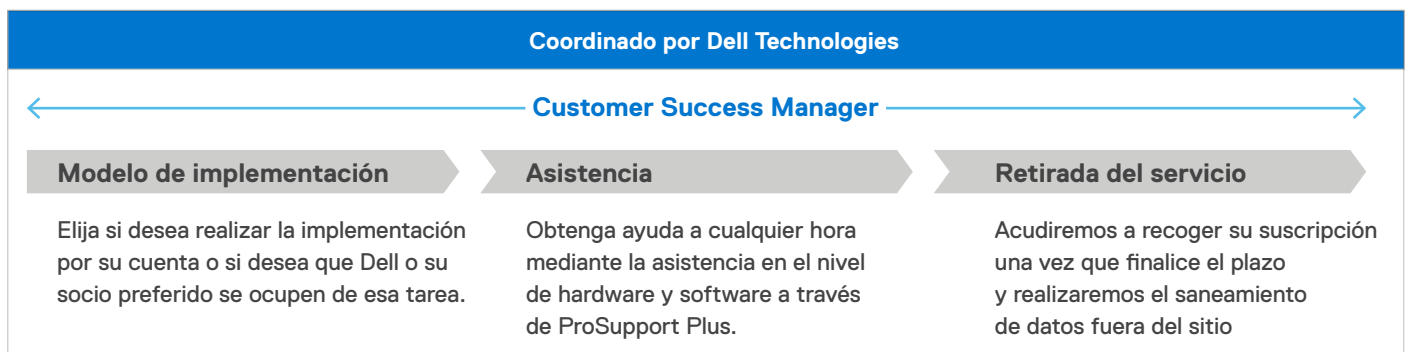 Coordinado por Dell Technologies
Customer Success Manager
Modelo de implementación
Elija si desea realizar la implementación
por su cuenta o si desea que Dell o su
socio preferido se ocupen de esa tarea.
Asistencia
Obtenga ayuda a cualquier hora
mediante la asistencia en el nivel
de hardware y software a través
de ProSupport Plus.
Retirada del servicio
Acudiremos a recoger su suscripción
una vez que finalice el plazo
y realizaremos el saneamiento
de datos fuera del sitio